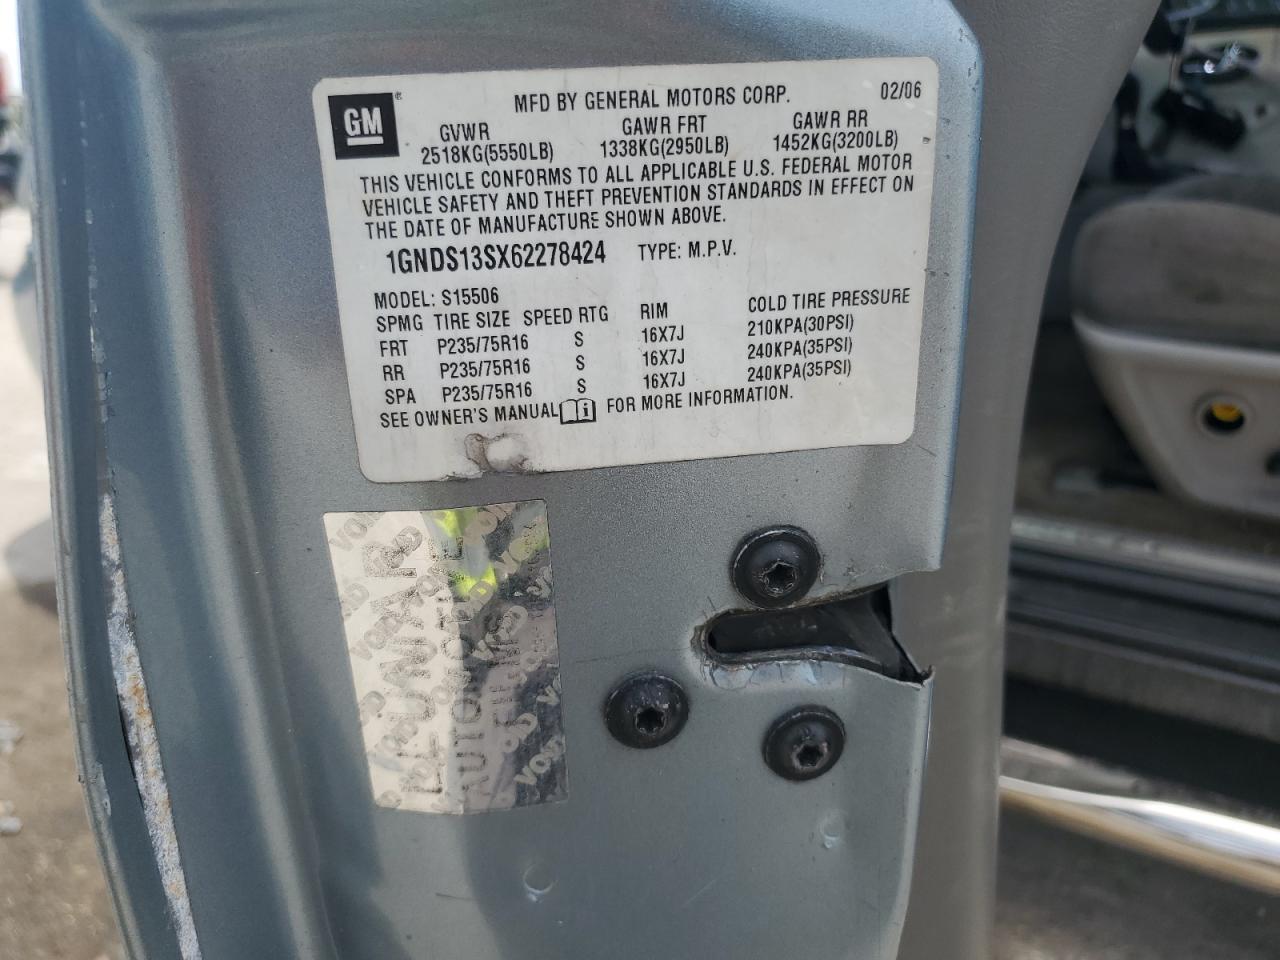 GM® MFD BY GENERAL MOTORS CORP. 02/06
GVWR GAWR FRT GAWR RR
2518KG(5550LB) 1338KG(2950LB) 1452KG(3200LB)
THIS VEHICLE CONFORMS TO ALL APPLICABLE U.S. FEDERAL MOTOR
VEHICLE SAFETY AND THEFT PREVENTION STANDARDS IN EFFECT ON
THE DATE OF MANUFACTURE SHOWN ABOVE.
1GNDS13SX62278424 TYPE: M.P.V.
MODEL: S15506
SPMG TIRE SIZE SPEED RTG RIM COLD TIRE PRESSURE
FRT P235/75R16 S 16X7J 210KPA(30PSI)
RR P235/75R16 S 16X7J 240KPA(35PSI)
SPA P235/75R16 S 16X7J 240KPA(35PSI)
SEE OWNER'S MANUAL i FOR MORE INFORMATION.
VOID VOID VOID